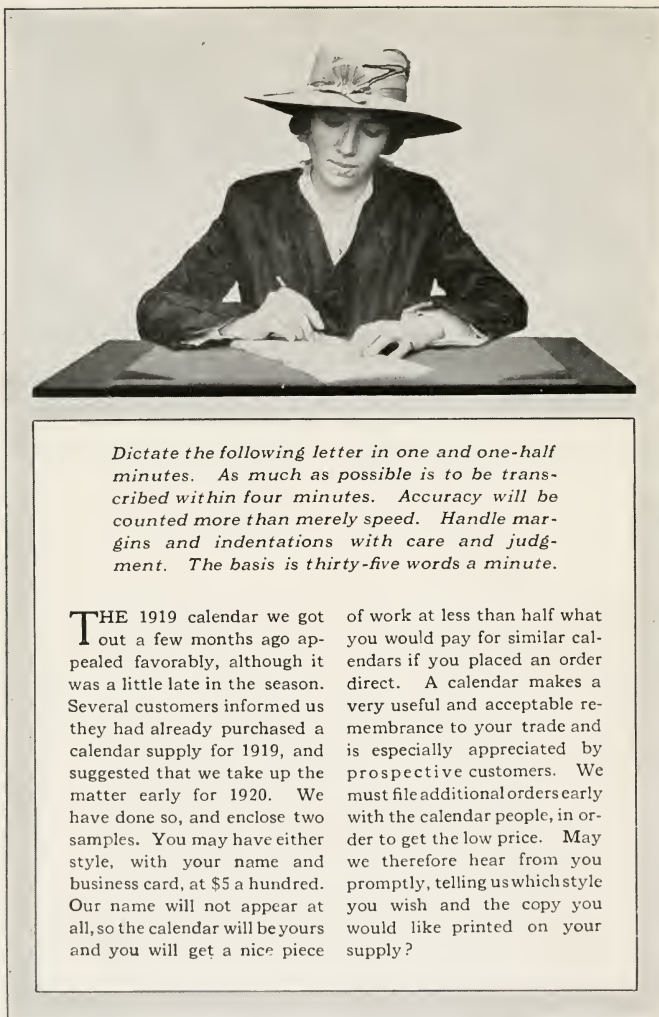 Dictate the following letter in one and one-half
minutes. As much as possible is to be trans-
cribed within four minutes. Accuracy will be
counted more than merely speed. Handle mar-
gins and indentations with care and judg-
ment. The basis is thirty-five words a minute.
THE 1919 calendar we got
out a few months ago ap-
pealed favorably, although it
was a little late in the season.
Several customers informed us
they had already purchased a
calendar supply for 1919, and
suggested that we take up the
matter early for 1920. We
have done so, and enclose two
samples. You may have either
style, with your name and
business card, at $5 a hundred.
Our name will not appear at
all, so the calendar will be yours
and you will get a nice piece
of work at less than half what
you would pay for similar cal-
endars if you placed an order
direct. A calendar makes a
very useful and acceptable re-
membrance to your trade and
is especially appreciated by
prospective customers. We
must file additional orders early
with the calendar people, in or-
der to get the low price. May
we therefore hear from you
promptly, telling us which style
you wish and the copy you
would like printed on your
supply?